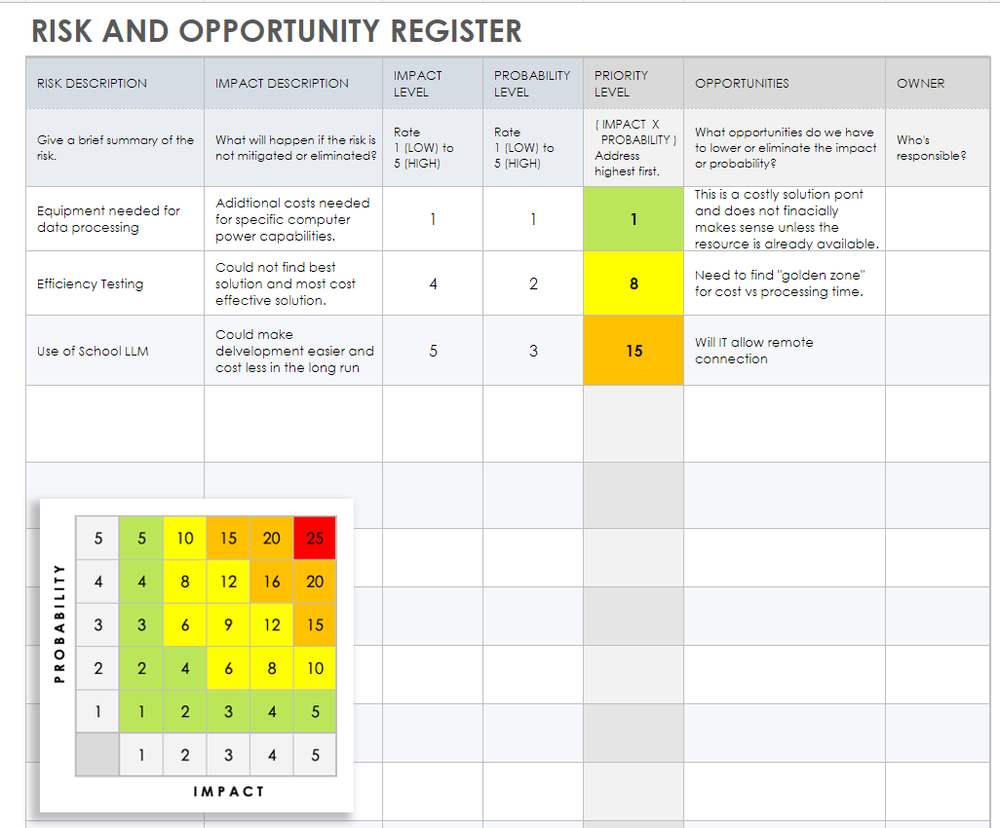 RISK AND OPPORTUNITY REGISTER
RISK DESCRIPTION
IMPACT DESCRIPTION
IMPACT
LEVEL
PROBABILITY
LEVEL
PRIORITY
LEVEL
OPPORTUNITIES
OWNER
Give a brief summary of the
risk.
What will happen if the risk is
not mitigated or eliminated?
Rate
1 (LOW) to
5 (HIGH)
Rate
1 (LOW) to
5 (HIGH)
( IMPACT X
PROBABILITY )
Address
highest first.
What opportunities do we have
to lower or eliminate the impact
or probability?
Who's
responsible?
Equipment needed for
data processing
Adidtional costs needed
for specific computer
power capabilities.
1
1
1
This is a costly solution pont
and does not finacially
makes sense unless the
resource is already available.
Efficiency Testing
Could not find best
solution and most cost
effective solution.
4
2
8
Need to find "golden zone"
for cost vs processing time.
Use of School LLM
Could make
delvelopment easier and
cost less in the long run
5
3
15
Will IT allow remote
connection
PROBABILITY
5 5 10 15 20 25
4 4 8 12 16 20
3 3 6 9 12 15
2 2 4 6 8 10
1 1 2 3 4 5
1 2 3 4 5
IMPACT